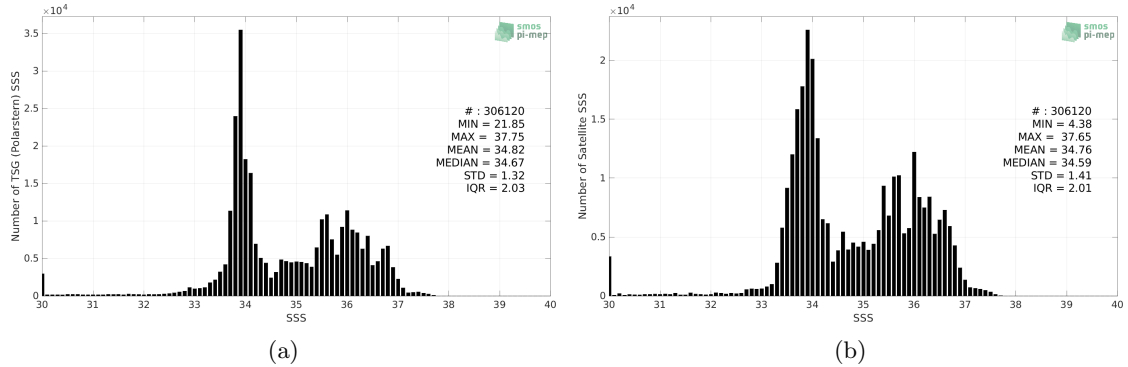 ×10⁴
3.5
3
2.5
2
1.5
1
0.5
0
30 31 32 33 34 35 36 37 38 39 40
SSS
Number of TSG (Polarstern) SSS
smos
pi-mep
# : 306120
MIN = 21.85
MAX = 37.75
MEAN = 34.82
MEDIAN = 34.67
STD = 1.32
IQR = 2.03
(a)
×10⁴
2
1.5
1
0.5
0
30 31 32 33 34 35 36 37 38 39 40
SSS
Number of Satellite SSS
smos
pi-mep
# : 306120
MIN = 4.38
MAX = 37.65
MEAN = 34.76
MEDIAN = 34.59
STD = 1.41
IQR = 2.01
(b)